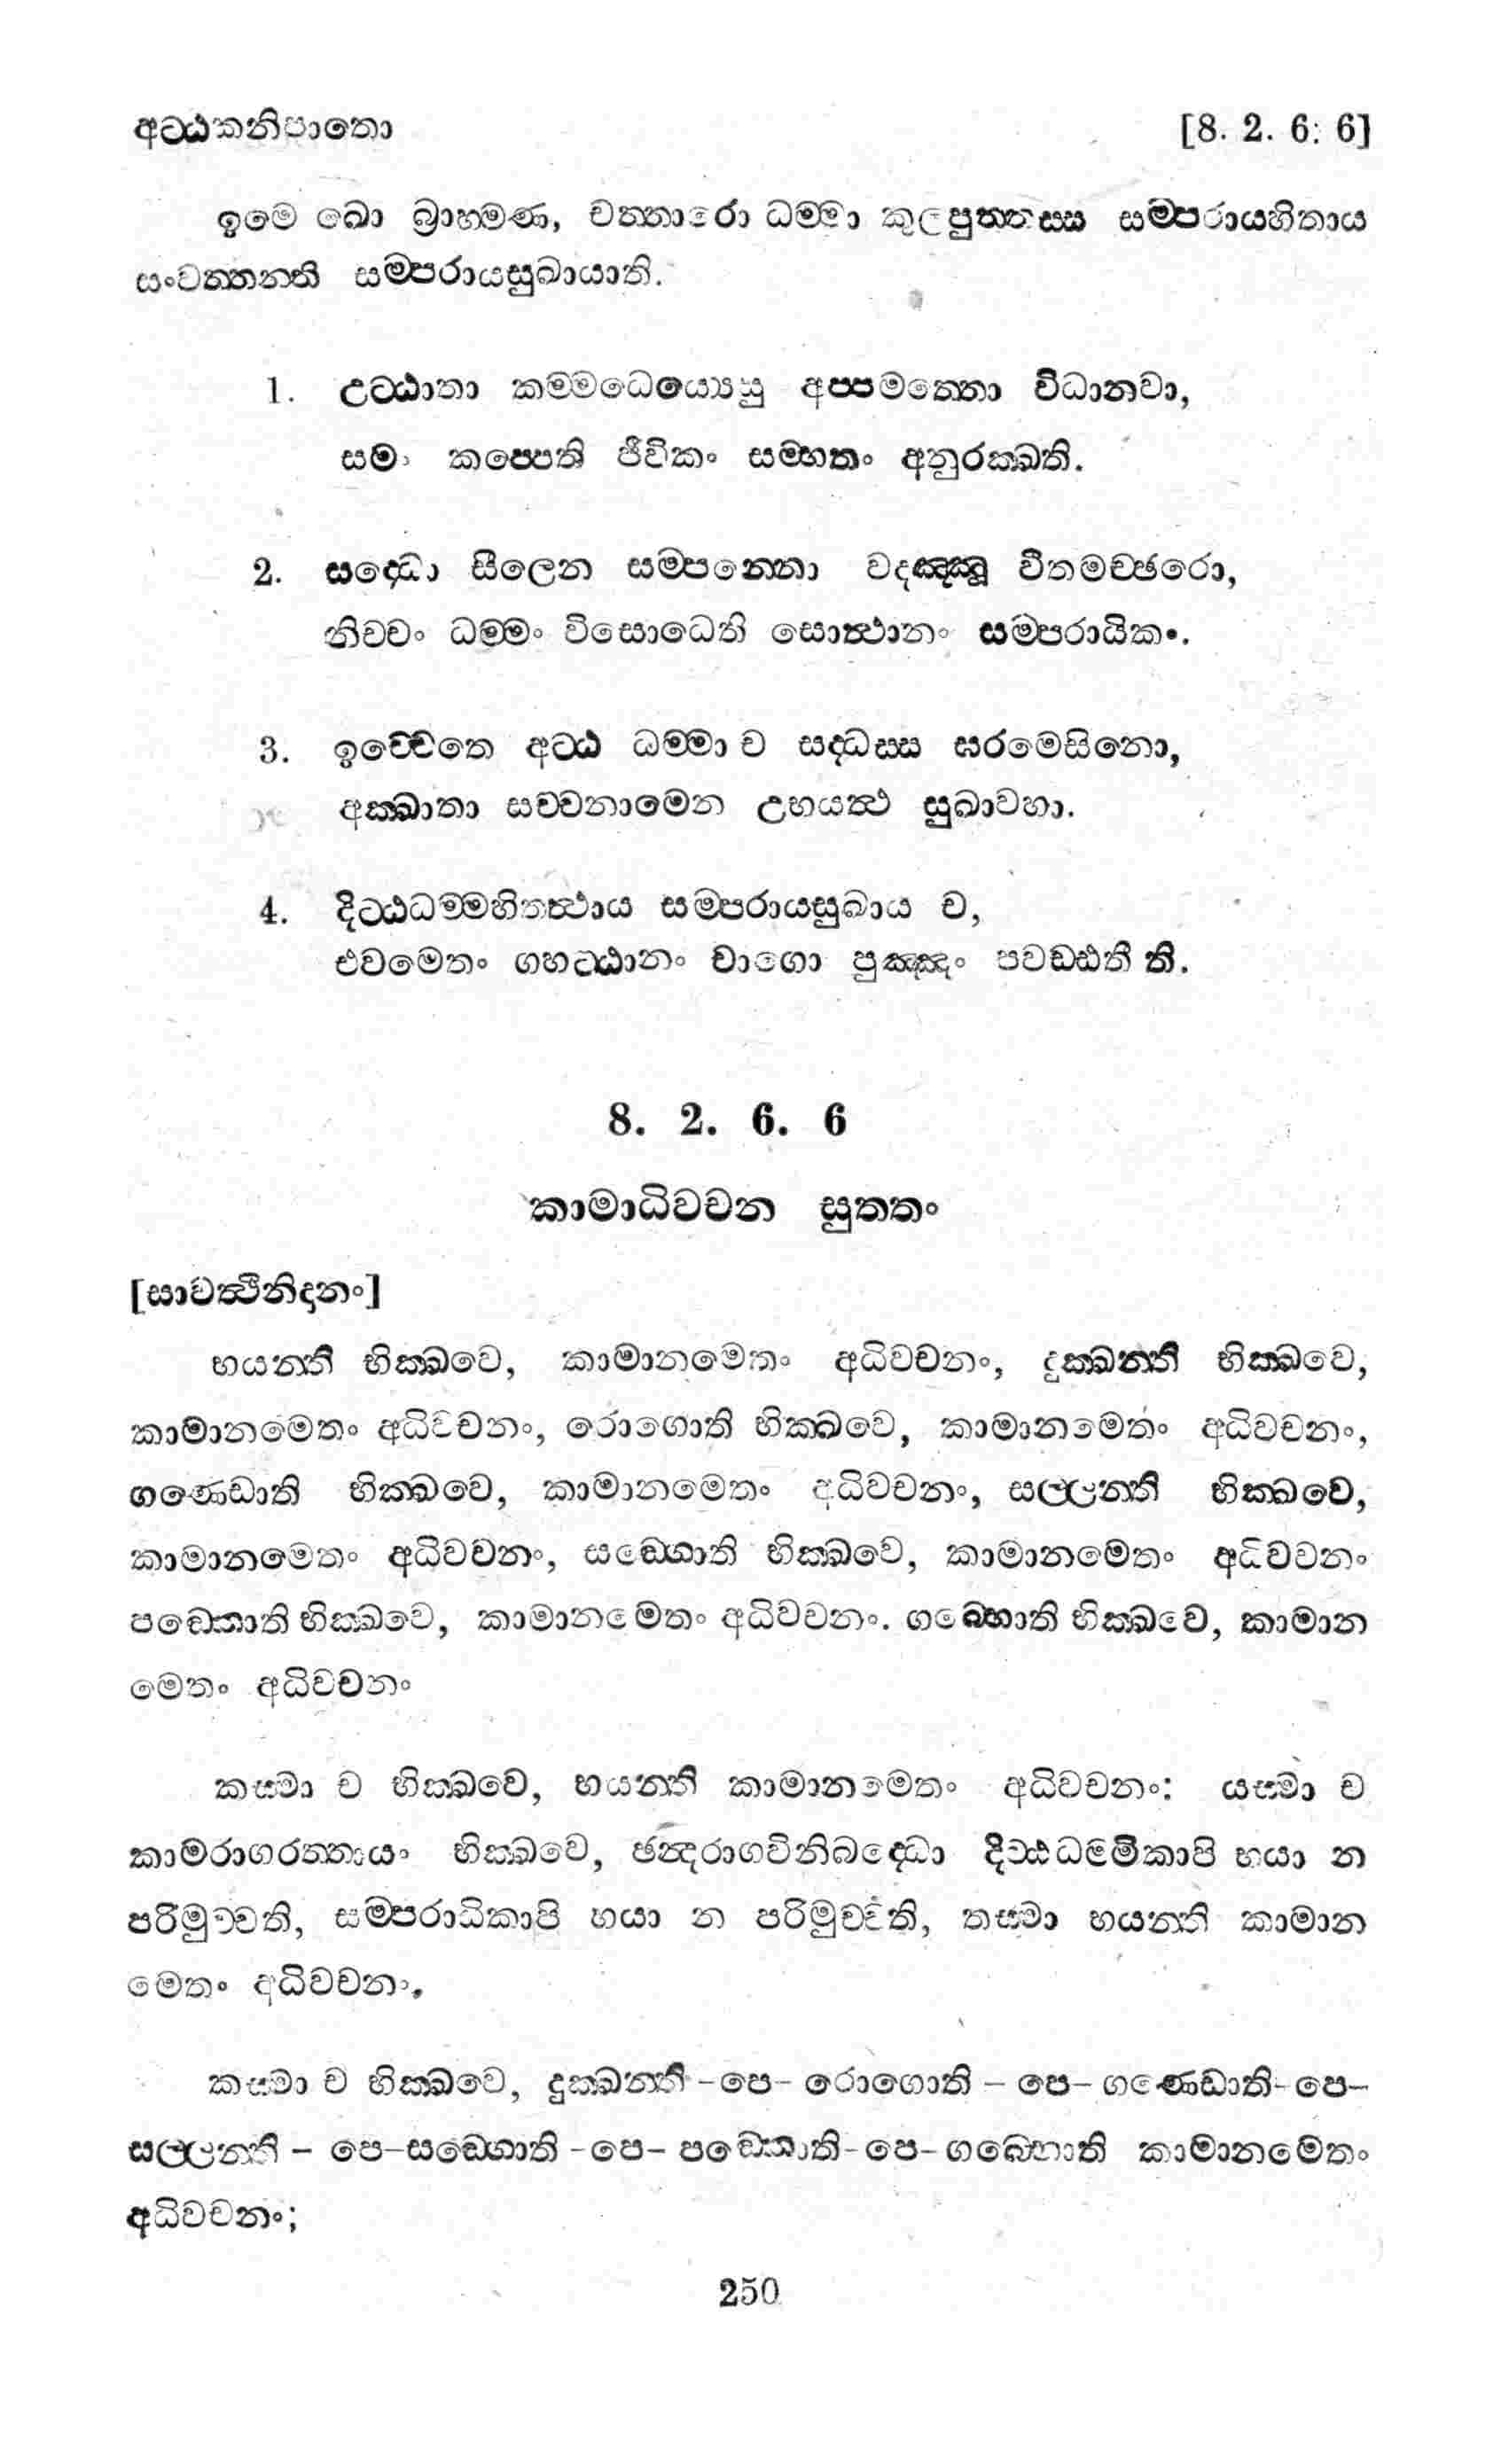 අට්ඨකනිපාතො [8. 2. 6: 6]
ඉමෙ ඛො බ්‍රාහමණ, චත්තාරො ධම්මා කුලපුත්තස්ස සම්පරායහිතාය
සංවත්තන්ති සම්පරායසුඛායාති.
1. උට්ඨාතා කම්මධෙය්‍යෙසු අප්පමත්තො විධානවා,
සමං කප්පෙති ජීවිකං සම්භතං අනුරක්ඛති.
2. සද්ධො සීලෙන සම්පන්නො වදඤ්ඤූ වීතමච්ඡරො,
නිච්චං ධම්මං විසොධෙති සොත්ථානං සම්පරායිකං.
3. ඉච්චෙතෙ අට්ඨ ධම්මා ච සද්ධස්ස ඝරමෙසිනො,
අක්ඛාතා සච්චනාමෙන උභයත්ථ සුඛාවහා.
4. දිට්ඨධම්මහිතත්ථාය සම්පරායසුඛාය ච,
එවමෙතං ගහට්ඨානං චාගො පුඤ්ඤං පවඩ්ඪතී ති.
8. 2. 6. 6
කාමාධිවචන සුතතං
[සාවත්ථිනිදානං]
භයන්ති භික්ඛවෙ, කාමානමෙතං අධිවචනං, දුක්ඛන්ති භික්ඛවෙ,
කාමානමෙතං අධිවචනං, රොගොති භික්ඛවෙ, කාමානමෙතං අධිවචනං,
ගණ්ඩොති භික්ඛවෙ, කාමානමෙතං අධිවචනං, සල්ලන්ති භික්ඛවෙ,
කාමානමෙතං අධිවචනං, සඞ්ගොති භික්ඛවෙ, කාමානමෙතං අධිවචනං
පඞ්කොති භික්ඛවෙ, කාමානමෙතං අධිවචනං. ගබ්භොති භික්ඛවෙ, කාමාන
මෙතං අධිවචනං
කස්මා ච භික්ඛවෙ, භයන්ති කාමානමෙතං අධිවචනං: යස්මා ච
කාමරාගරත්තායං භික්ඛවෙ, ඡන්දරාගවිනිබද්ධො දිට්ඨධම්මිකාපි භයා න
පරිමුච්චති, සම්පරාධිකාපි භයා න පරිමුච්චති, තස්මා භයන්ති කාමාන
මෙතං අධිවචනං.
කස්මා ච භික්ඛවෙ, දුක්ඛන්ති -පෙ- රොගොති - පෙ- ගණ්ඩොති-පෙ-
සල්ලන්ති - පෙ-සඞ්ගොති -පෙ- පඞ්කොති-පෙ-ගබ්භොති කාමානමෙතං
අධිවචනං;
250